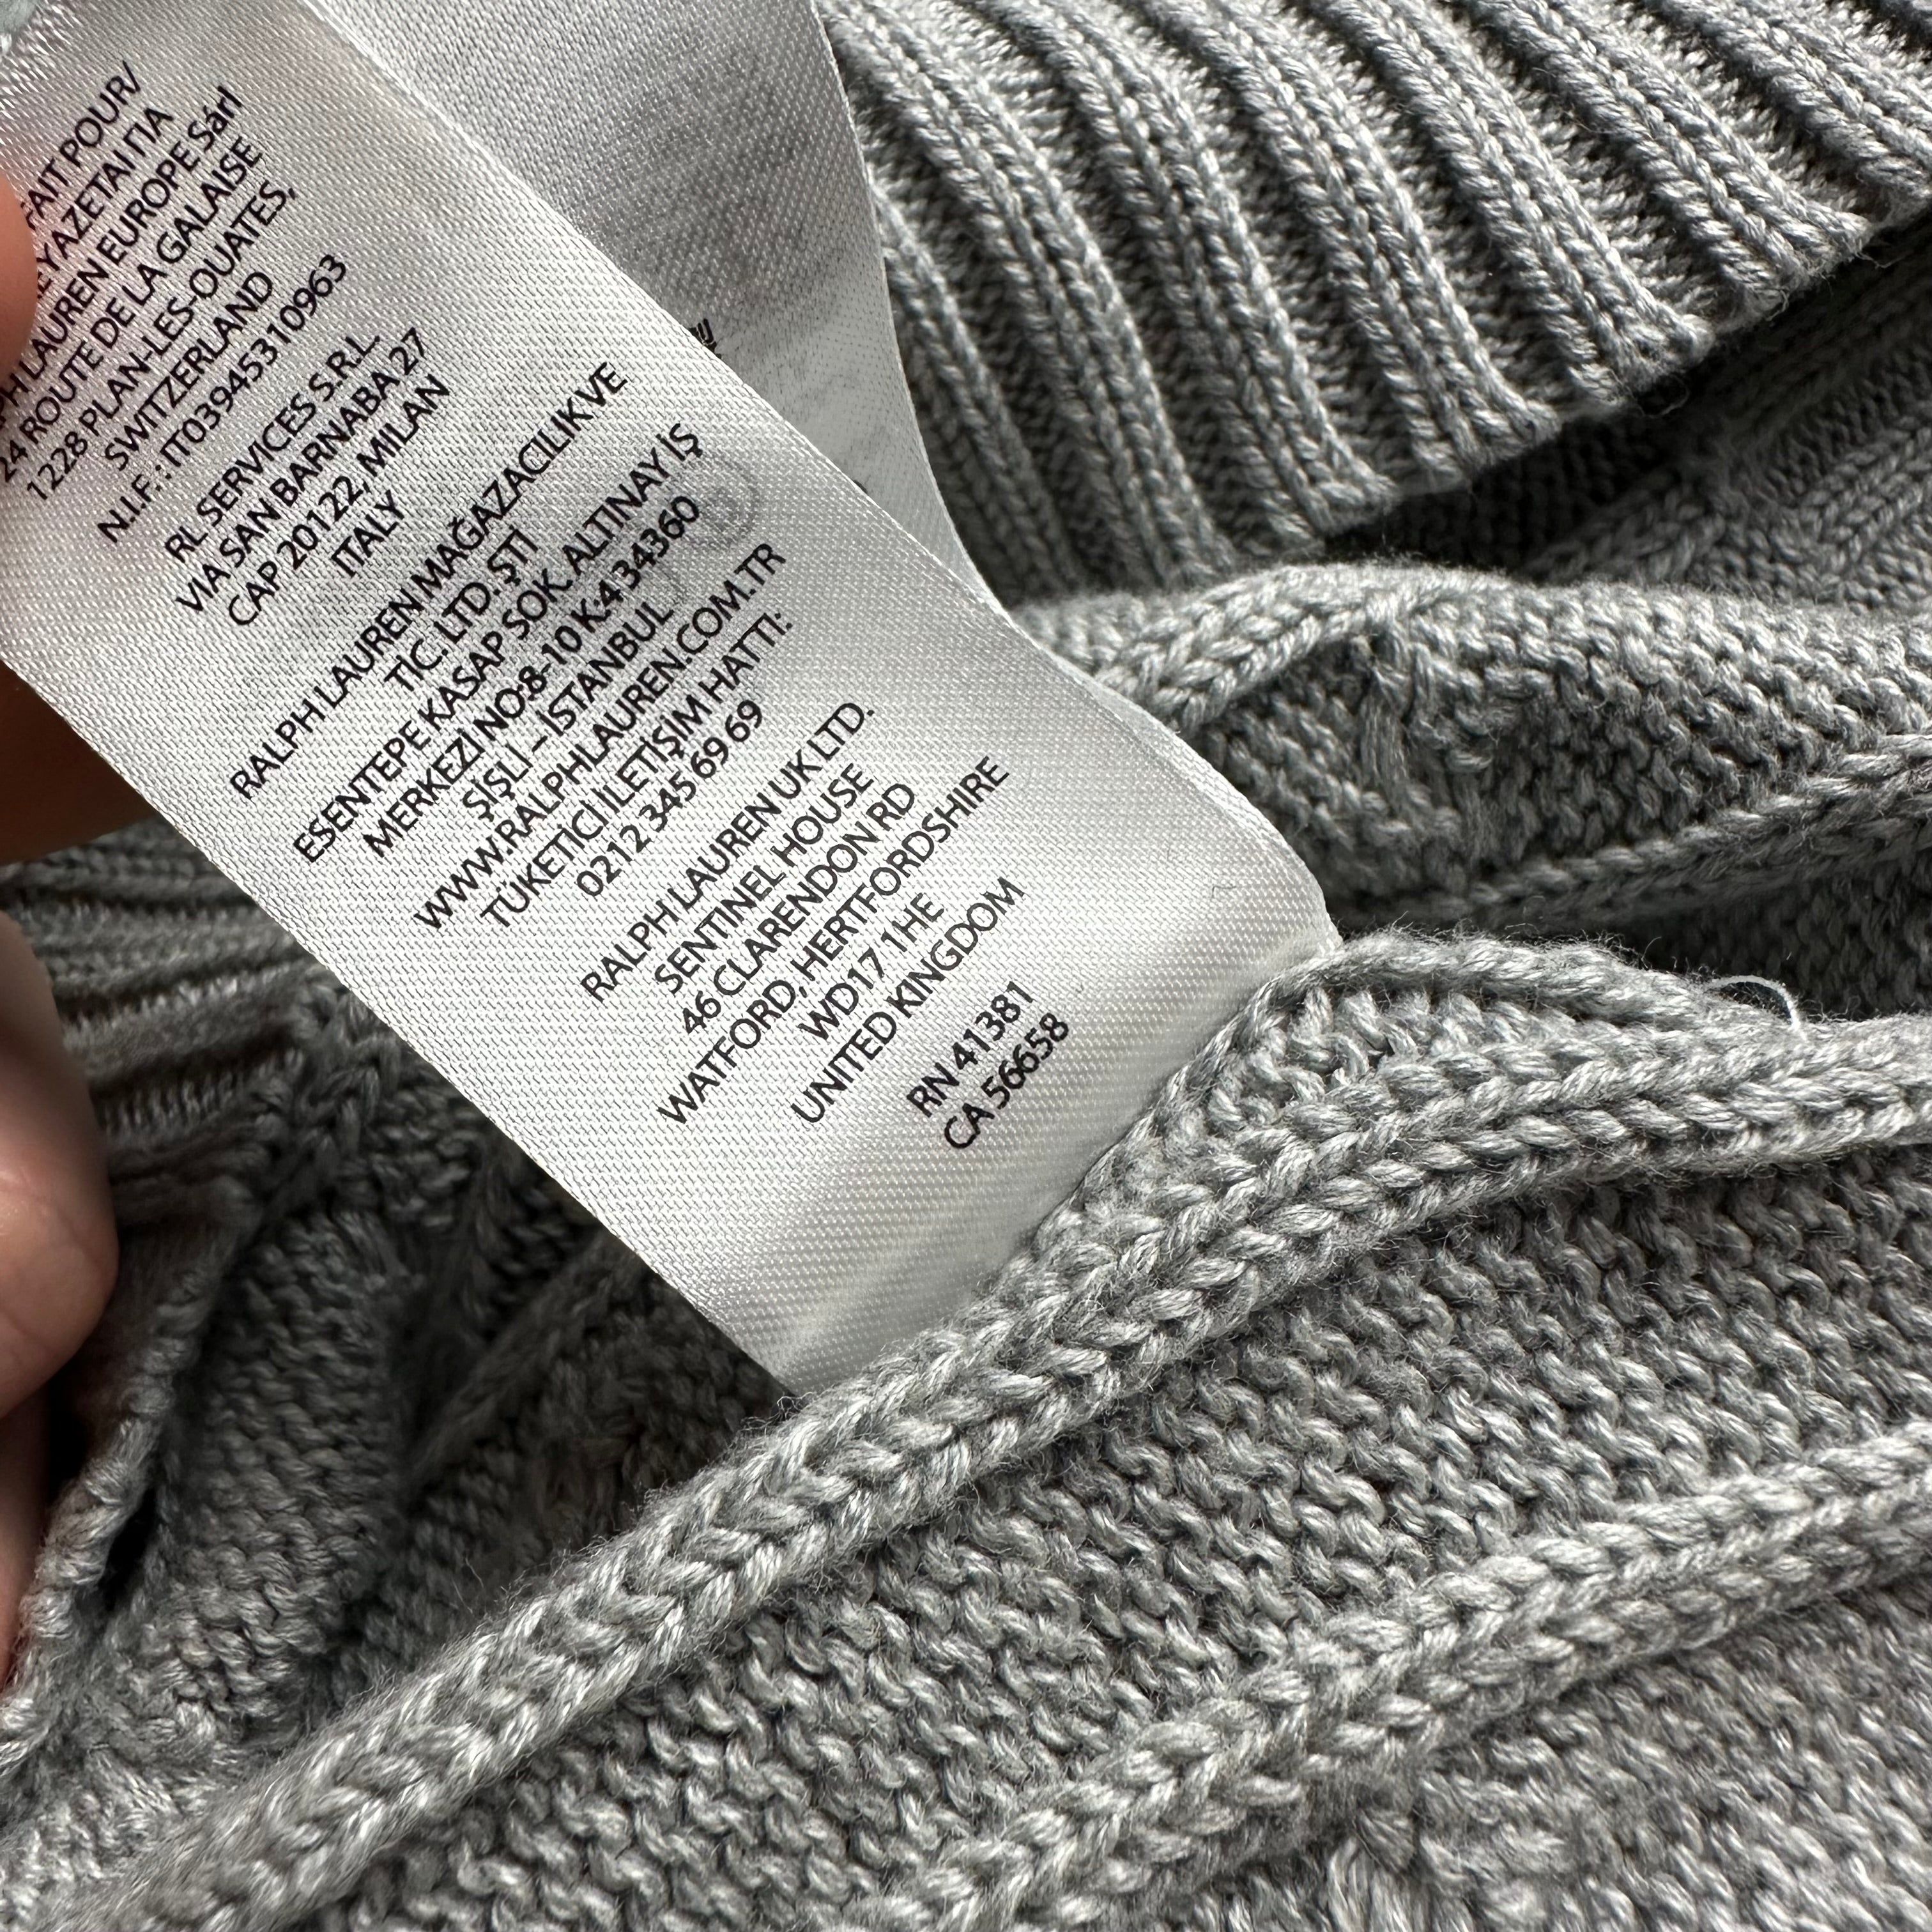 FAIT POUR/
ΑΖΕΤΑΙ ΓΙΑ
LAUREN EUROPE Sárl
24 ROUTE DE LA GALAISE
1228 PLAN-LES-OUATES,
SWITZERLAND
N.I.F.: IT03945310963
RL SERVICES S.R.L.
VIA SAN BARNABA 27
CAP 20122, MILAN
ITALY
RALPH LAUREN MAĞAZACILIK VE
TİC. LTD. ŞTİ
ESENTEPE KASAP SOK. ALTINAY İŞ
MERKEZİ NO:8-10 K:4 34360
ŞİŞLİ – İSTANBUL
WWW.RALPHLAUREN.COM.TR
TÜKETİCİ İLETİŞİM HATTI:
0212 345 69 69
RALPH LAUREN UK LTD.
SENTINEL HOUSE
46 CLARENDON RD
WATFORD, HERTFORDSHIRE
WD17 1HE
UNITED KINGDOM
RN 41381
CA 56658